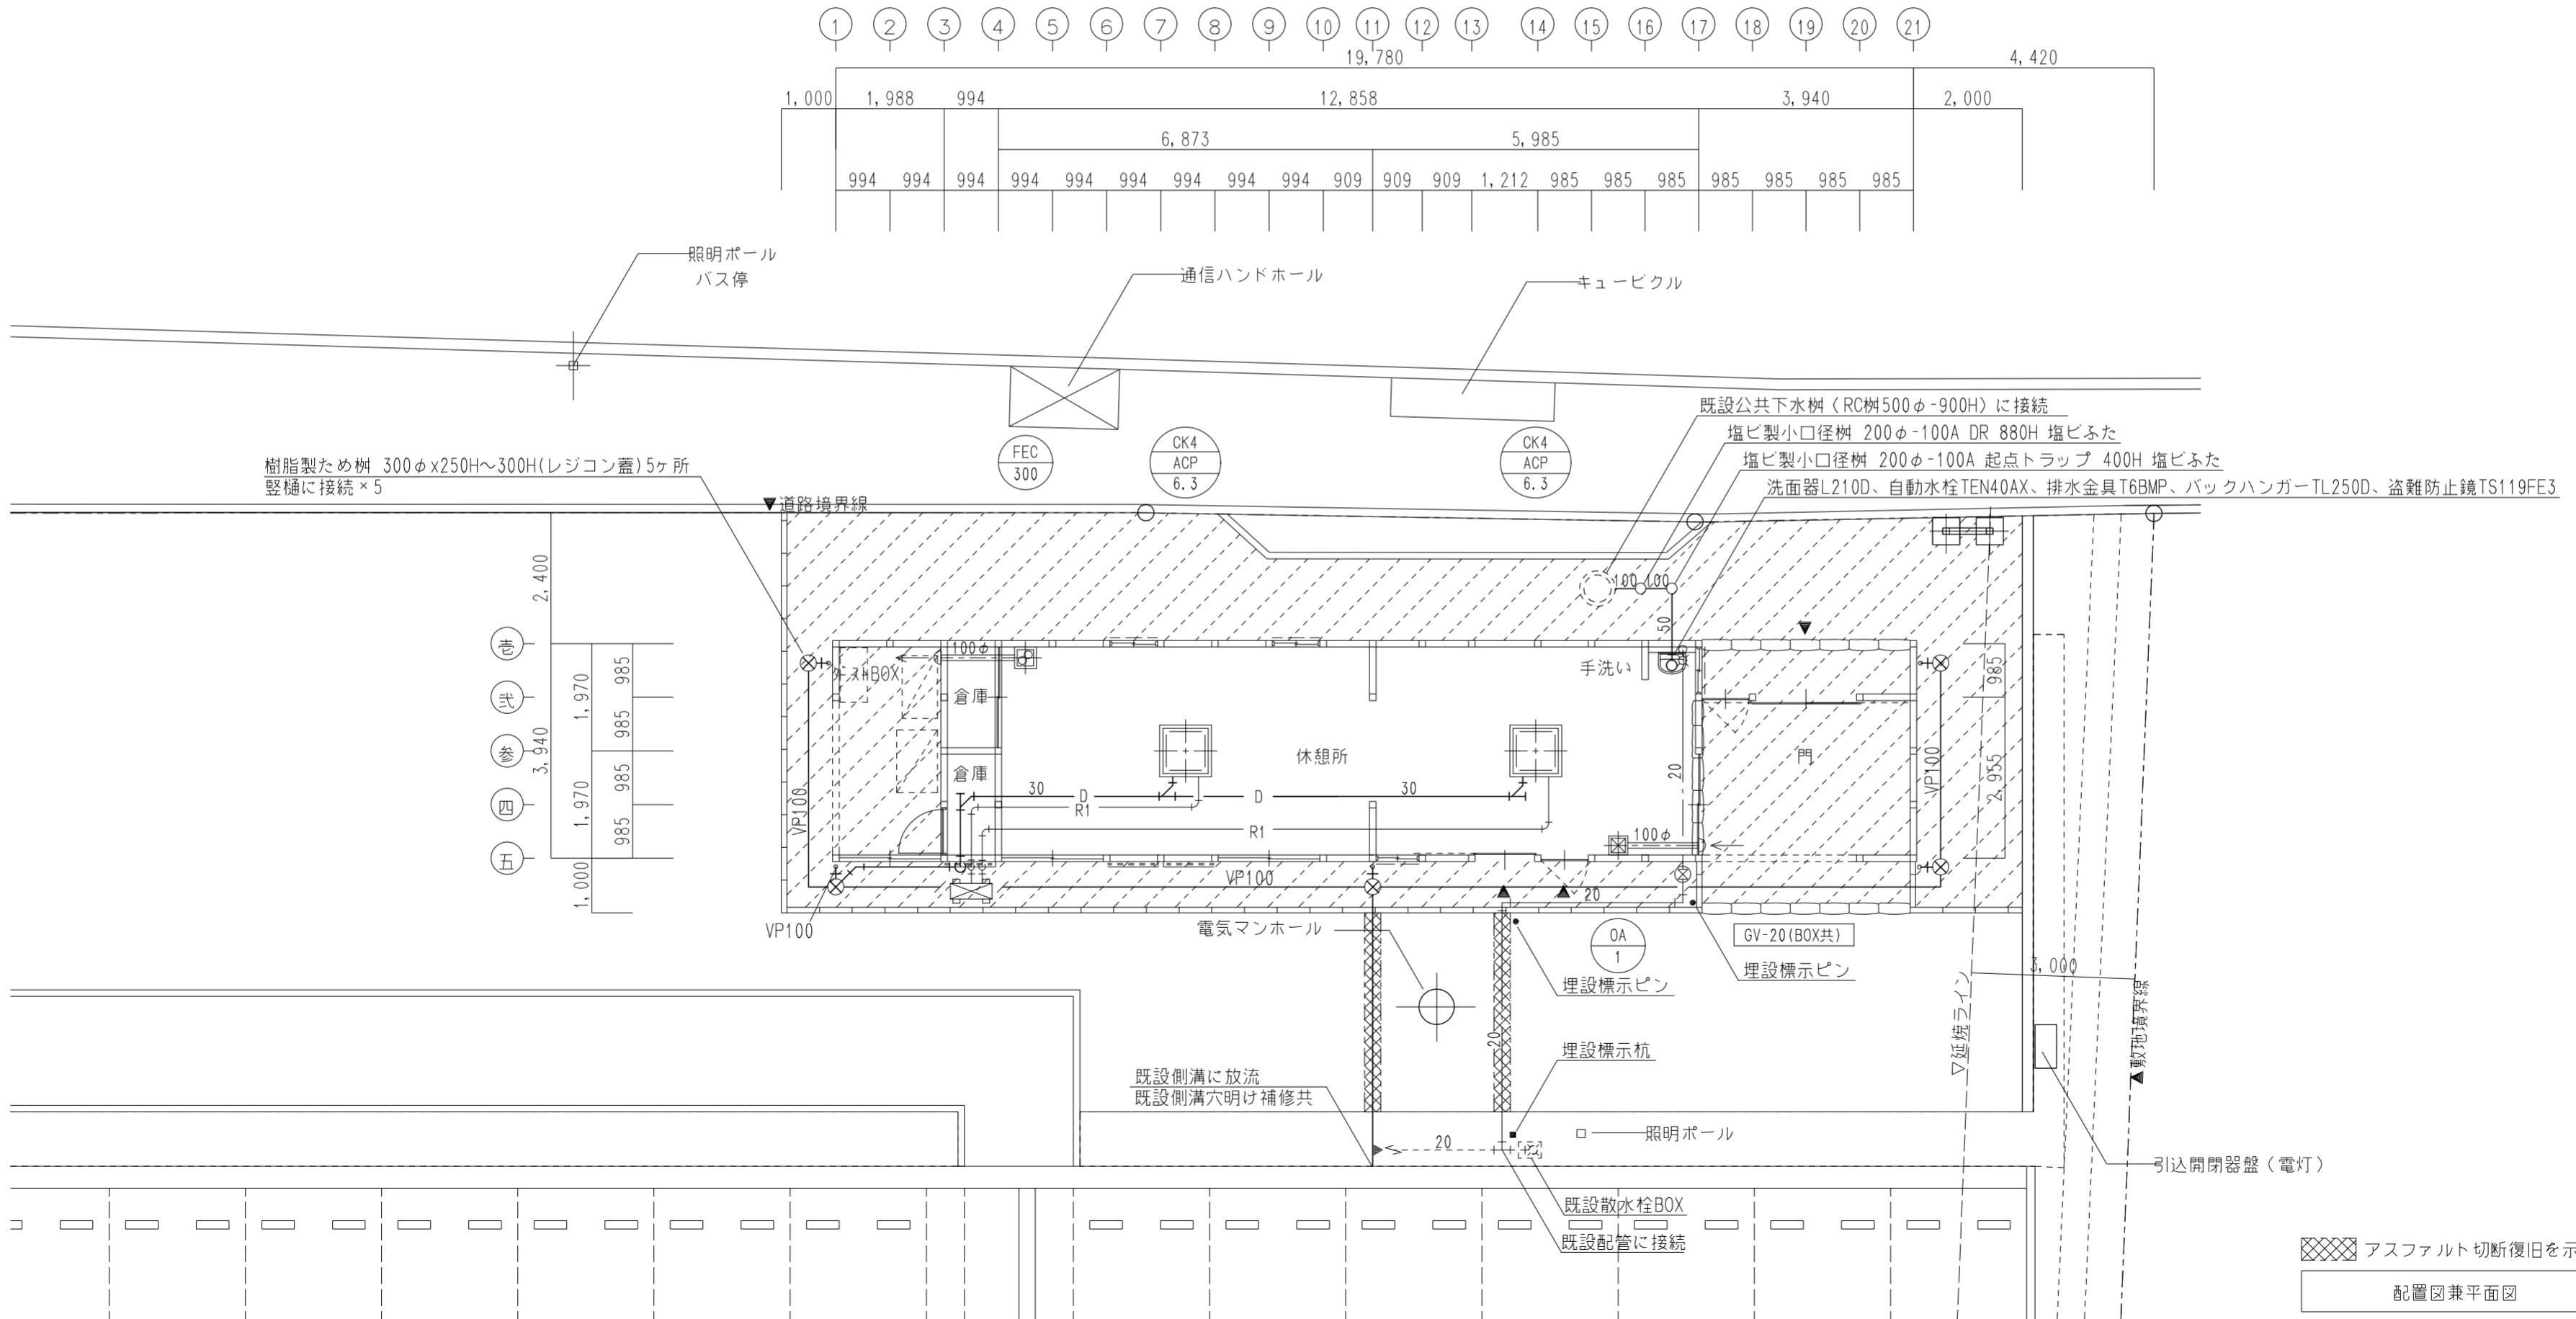 1 2 3 4 5 6 7 8 9 10 11 12 13 14 15 16 17 18 19 20 21
19,780 4,420
1,000 1,988 994 12,858 3,940 2,000
6,873 5,985
994 994 994 994 994 994 994 994 994 909 909 909 1,212 985 985 985 985 985 985 985
照明ポール
バス停
通信ハンドホール
キュービクル
既設公共下水桝（RC桝500φ-900H）に接続
塩ビ製小口径桝 200φ-100A DR 880H 塩ビふた
塩ビ製小口径桝 200φ-100A 起点トラップ 400H 塩ビふた
洗面器L210D、自動水栓TEN40AX、排水金具T6BMP、バックハンガーTL250D、盗難防止鏡TS119FE3
FEC
300
CK4
ACP
6.3
CK4
ACP
6.3
樹脂製ため桝 300φx250H～300H(レジコン蓋)5ヶ所
竪樋に接続×5
▼道路境界線
2,400
100 100
50
壱
弐
参
四
五
3,940
1,970
1,970
985
985
985
985
1,000
100φ
ダストBOX
倉庫
倉庫
手洗い
休憩所
門
985
2,955
VP100
VP100
30 D D 30
R1
R1
20
100φ
VP100
20
VP100
電気マンホール
OA
1
GV-20(BOX共)
埋設標示ピン
埋設標示ピン
3,000
▽延焼ライン
▲敷地境界線
20
埋設標示杭
既設側溝に放流
既設側溝穴明け補修共
20
照明ポール
引込開閉器盤（電灯）
既設散水栓BOX
既設配管に接続
アスファルト切断復旧を示
配置図兼平面図